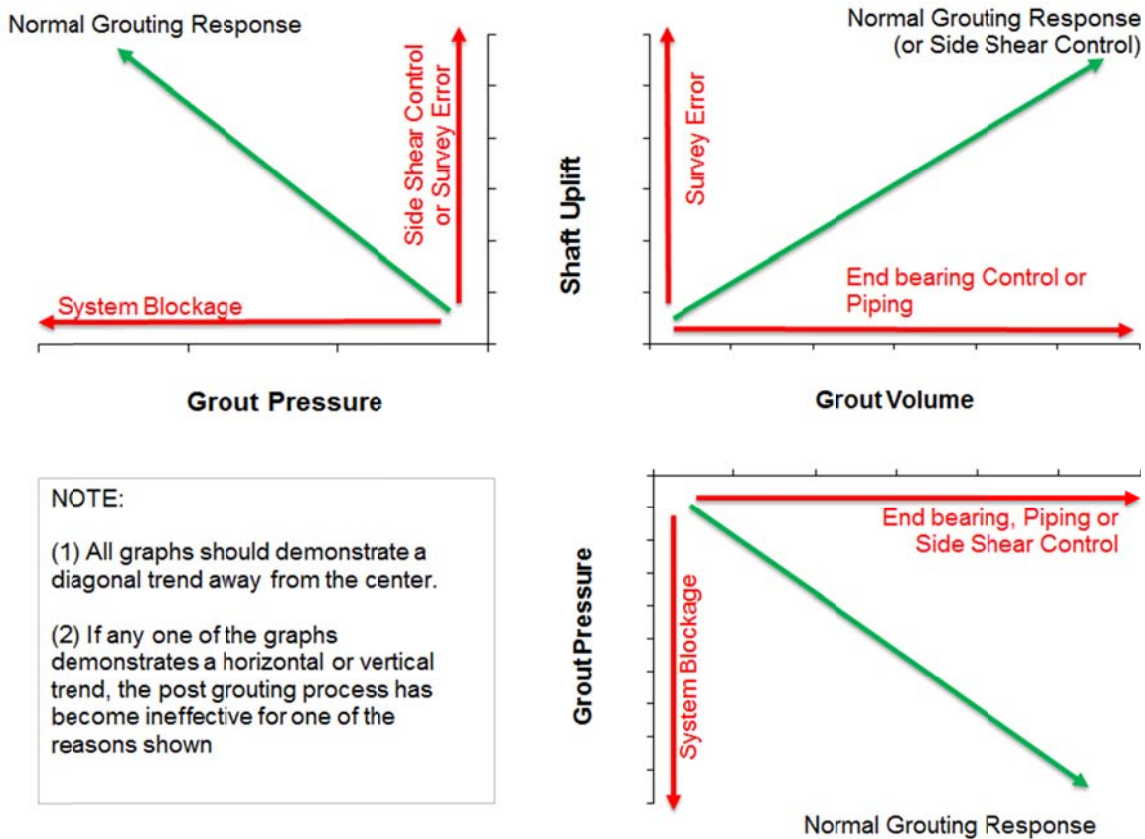 Normal Grouting Response
Side Shear Control
or Survey Error
System Blockage
Grout Pressure
Shaft Uplift
Normal Grouting Response
(or Side Shear Control)
Survey Error
End bearing Control or
Piping
Grout Volume
NOTE:
(1) All graphs should demonstrate a
diagonal trend away from the center.
(2) If any one of the graphs
demonstrates a horizontal or vertical
trend, the post grouting process has
become ineffective for one of the
reasons shown
Grout Pressure
System Blockage
End bearing, Piping or
Side Shear Control
Normal Grouting Response